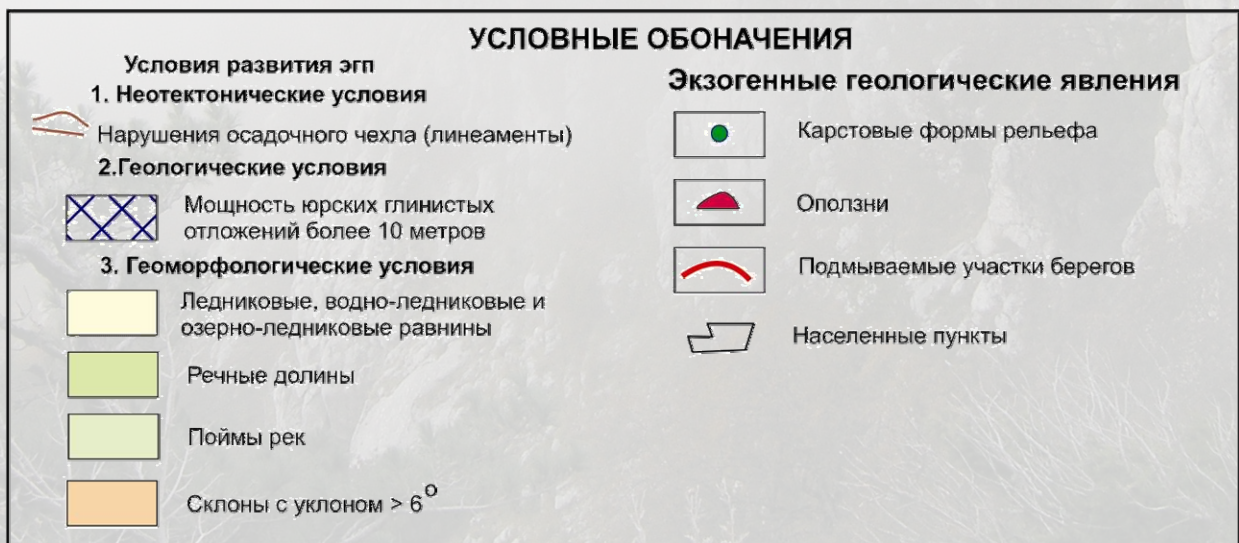 УСЛОВНЫЕ ОБОНАЧЕНИЯ
Условия развития эгп
1. Неотектонические условия
Нарушения осадочного чехла (линеаменты)
2.Геологические условия
Мощность юрских глинистых
отложений более 10 метров
3. Геоморфологические условия
Ледниковые, водно-ледниковые и
озерно-ледниковые равнины
Речные долины
Поймы рек
Склоны с уклоном > 6°
Экзогенные геологические явления
Карстовые формы рельефа
Оползни
Подмываемые участки берегов
Населенные пункты